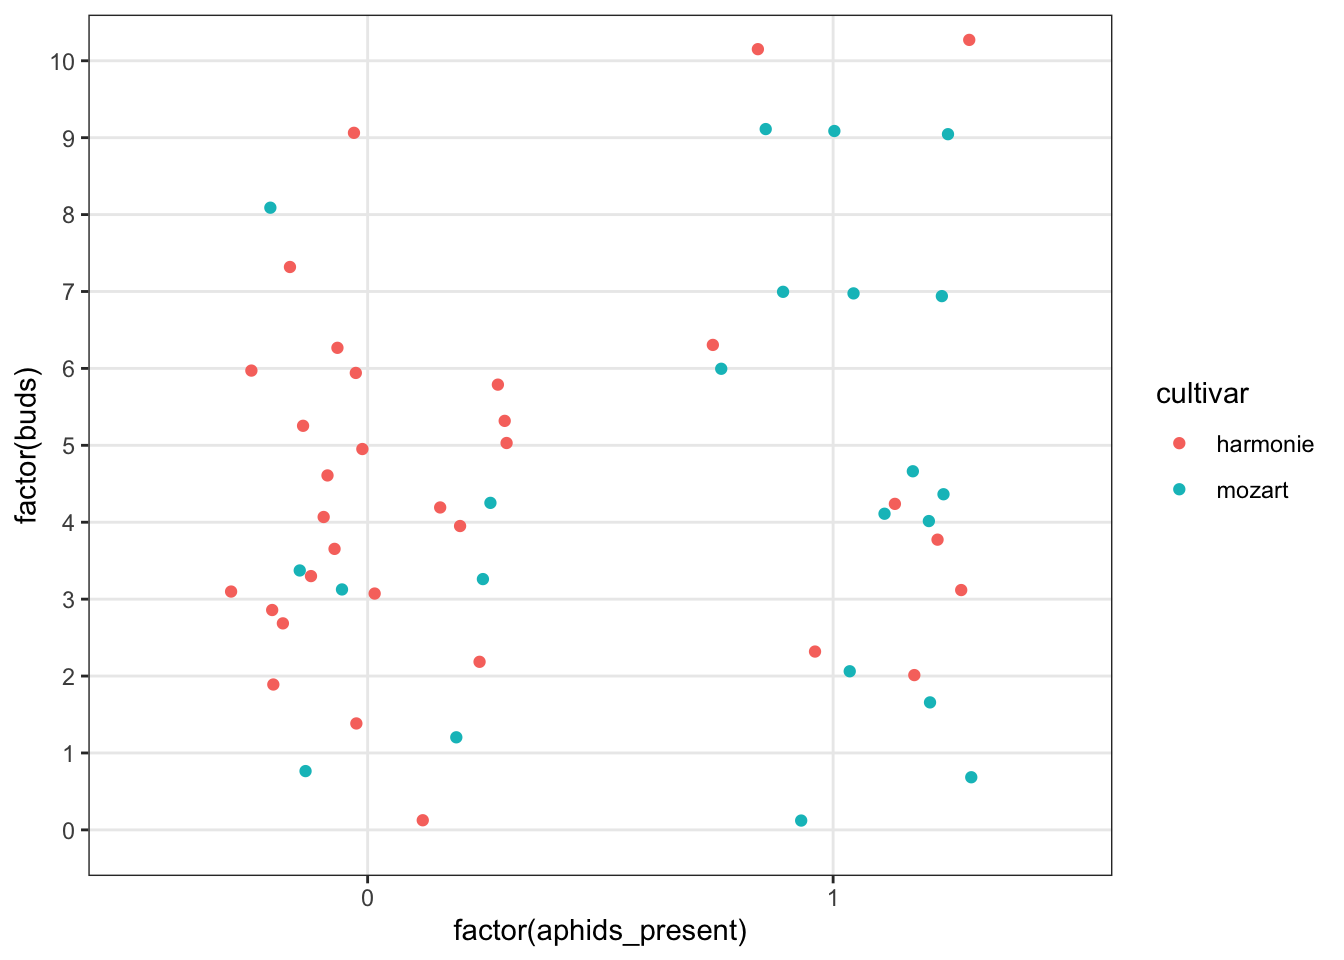 factor(buds)
10
9
8
7
6
5
4
3
2
1
0
0 1
factor(aphids_present)
cultivar
harmonie
mozart